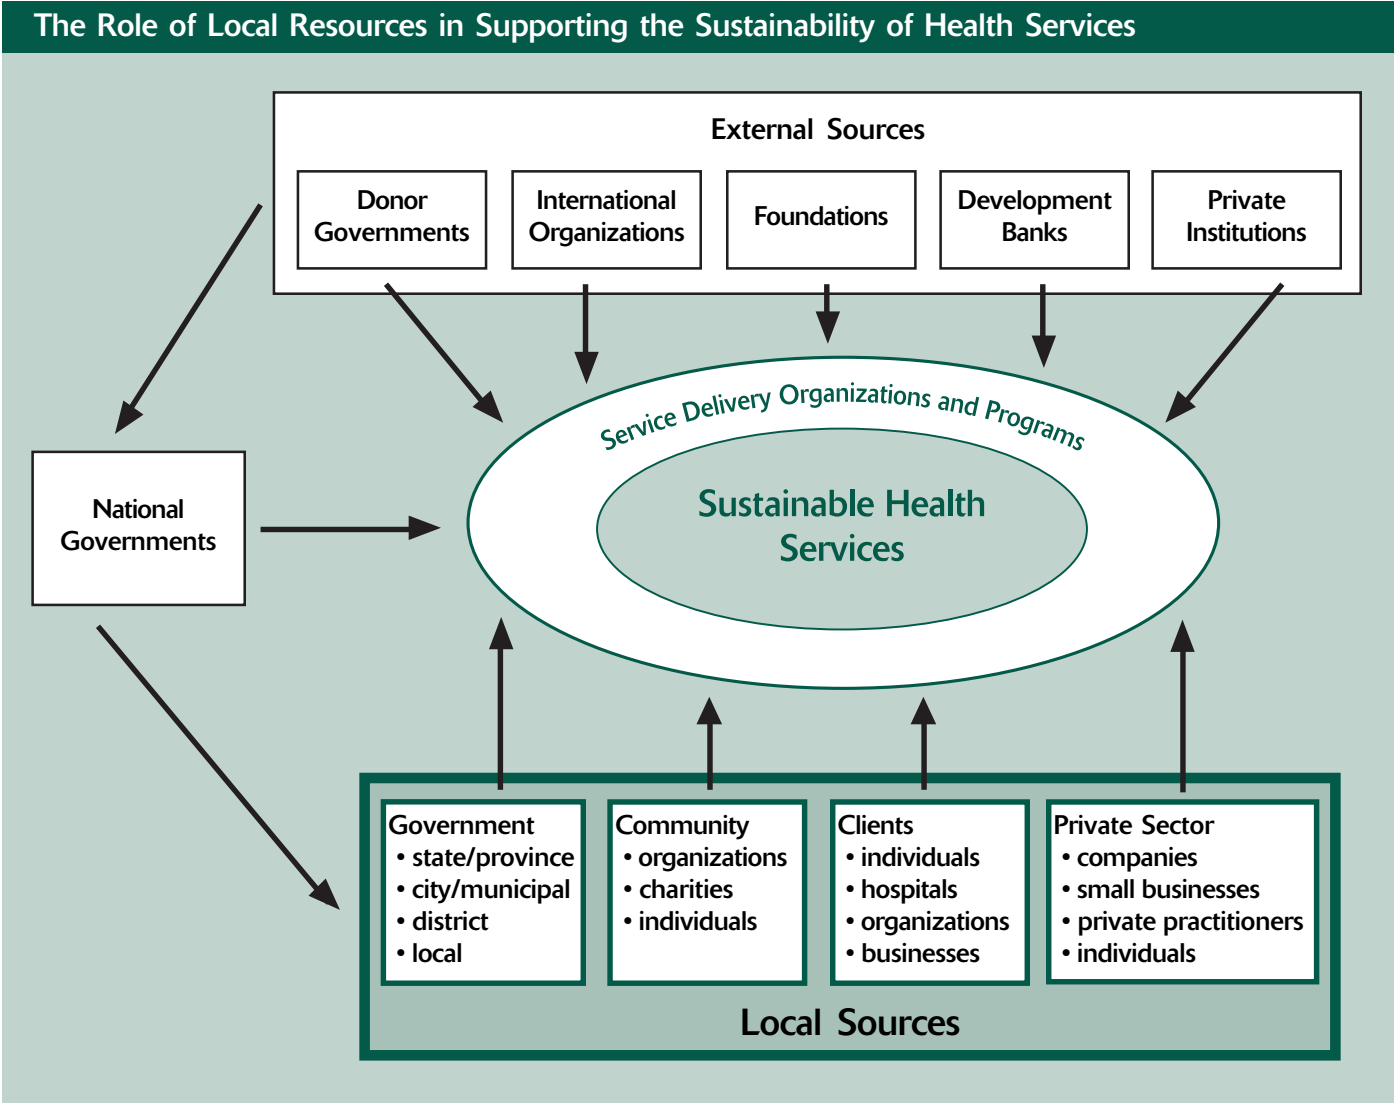 The Role of Local Resources in Supporting the Sustainability of Health Services
External Sources
Donor
Governments
International
Organizations
Foundations
Development
Banks
Private
Institutions
Service Delivery Organizations and Programs
Sustainable Health
Services
National
Governments
Government
• state/province
• city/municipal
• district
• local
Community
• organizations
• charities
• individuals
Clients
• individuals
• hospitals
• organizations
• businesses
Private Sector
• companies
• small businesses
• private practitioners
• individuals
Local Sources